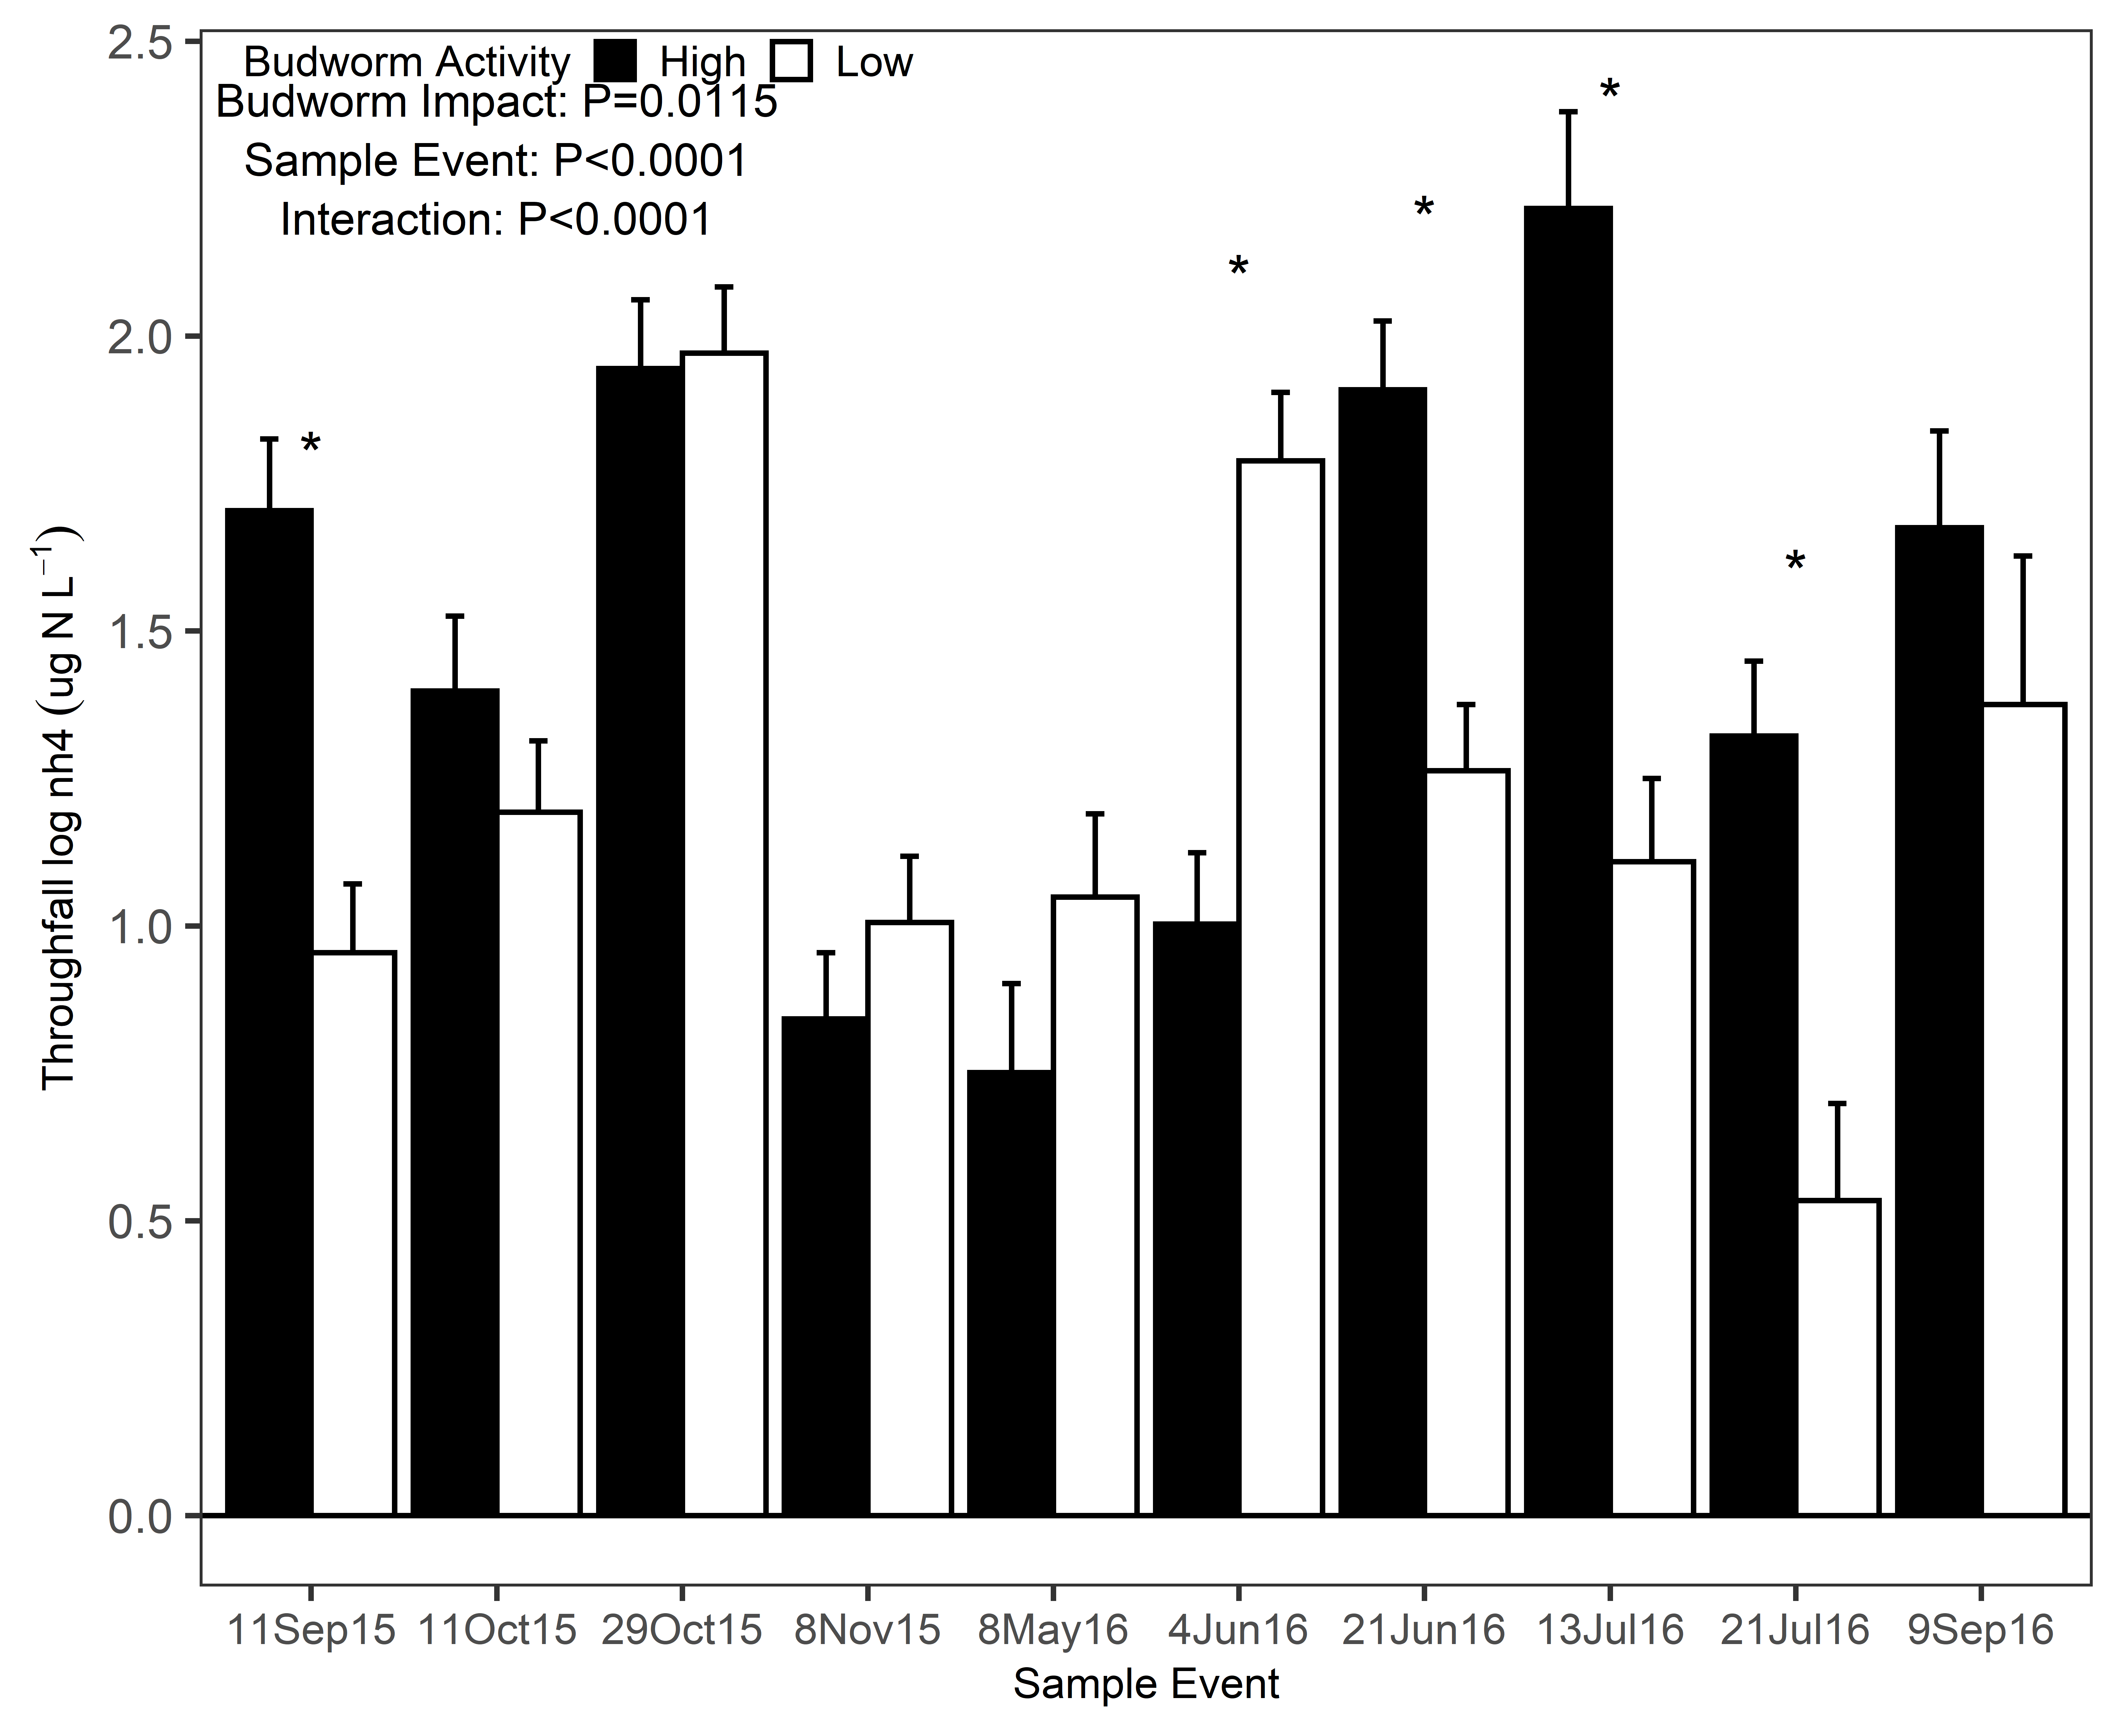 Budworm Activity High Low
Budworm Impact: P=0.0115
Sample Event: P<0.0001
Interaction: P<0.0001
2.5
2.0
1.5
1.0
0.5
0.0
Throughfall log nh4 (ug N L⁻¹)
*
*
*
*
*
11Sep15 11Oct15 29Oct15 8Nov15 8May16 4Jun16 21Jun16 13Jul16 21Jul16 9Sep16
Sample Event